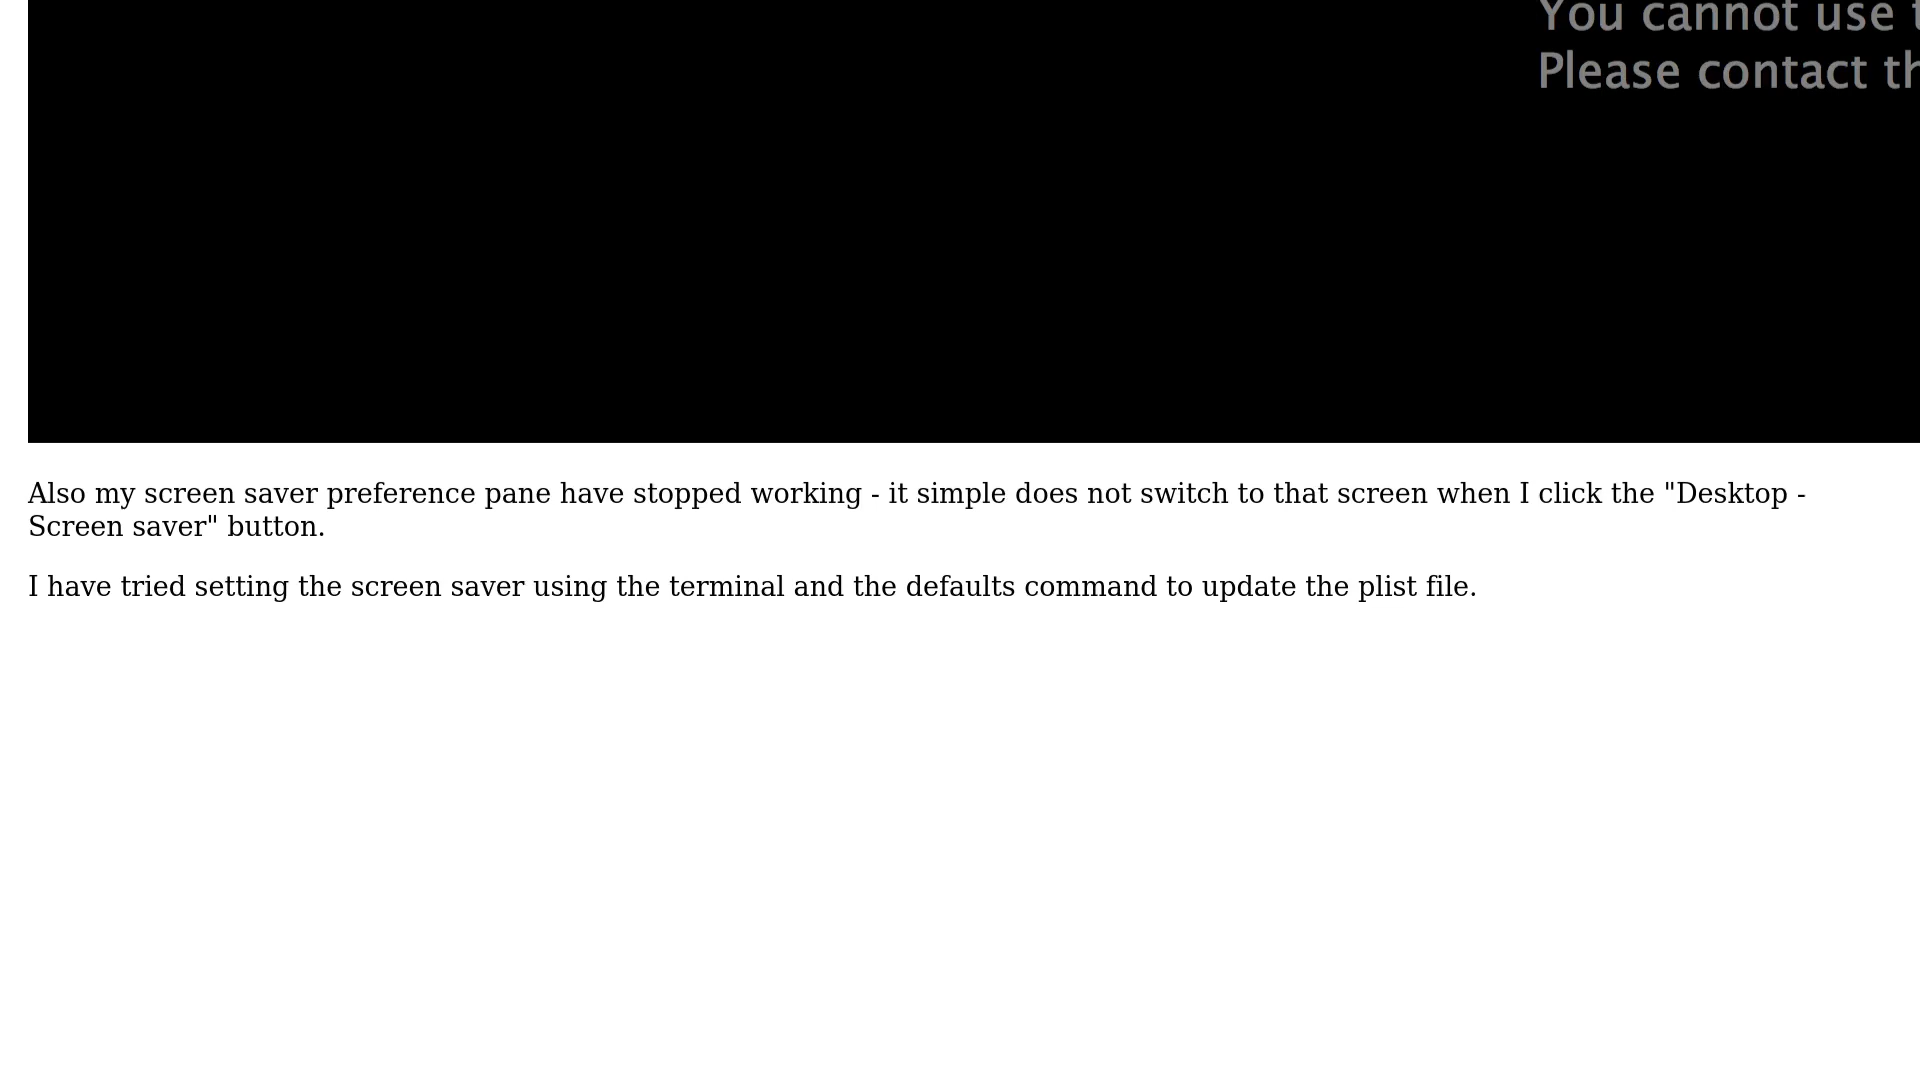 You cannot use
Please contact
Also my screen saver preference pane have stopped working - it simple does not switch to that screen when I click the "Desktop -
Screen saver" button.
I have tried setting the screen saver using the terminal and the defaults command to update the plist file.